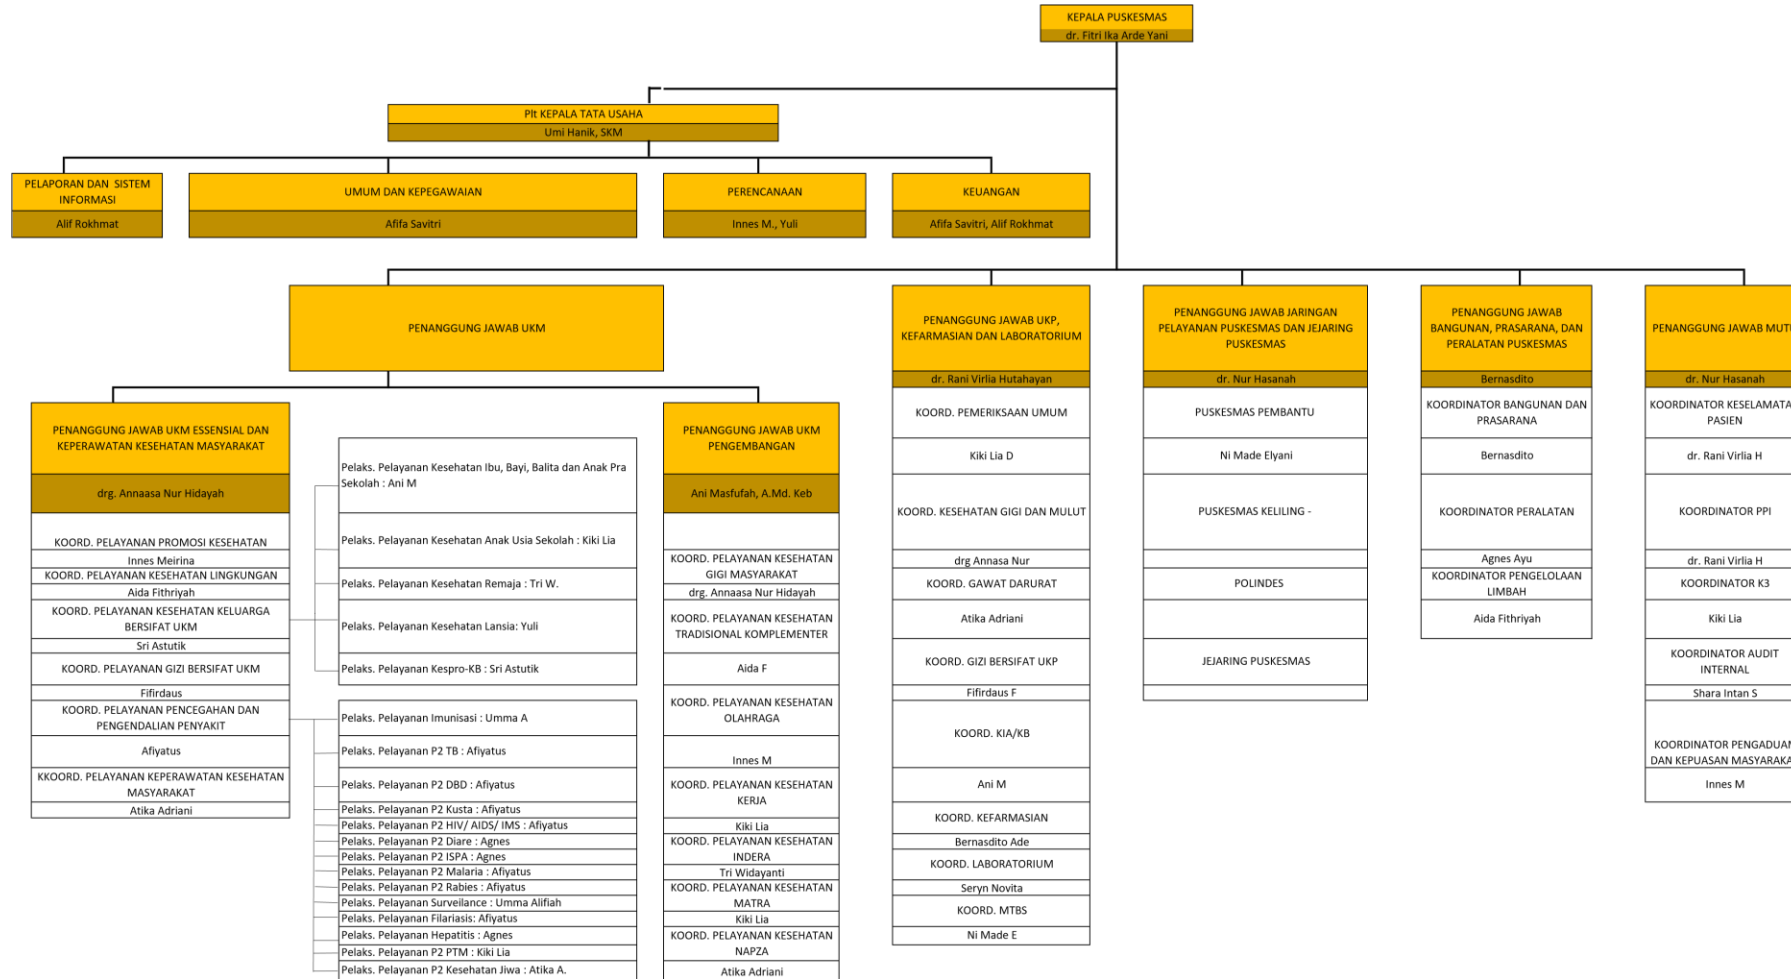 KEPALA PUSKESMAS
dr. Fitri Ika Arde Yani
Plt KEPALA TATA USAHA
Umi Hanik, SKM
PELAPORAN DAN SISTEM
INFORMASI
Alif Rokhmat
UMUM DAN KEPEGAWAIAN
Afifa Savitri
PERENCANAAN
Innes M., Yuli
KEUANGAN
Afifa Savitri, Alif Rokhmat
PENANGGUNG JAWAB UKM
PENANGGUNG JAWAB UKM ESSENSIAL DAN
KEPERAWATAN KESEHATAN MASYARAKAT
drg. Annaasa Nur Hidayah
KOORD. PELAYANAN PROMOSI KESEHATAN
Innes Meirina
KOORD. PELAYANAN KESEHATAN LINGKUNGAN
Aida Fithriyah
KOORD. PELAYANAN KESEHATAN KELUARGA
BERSIFAT UKM
Sri Astutik
KOORD. PELAYANAN GIZI BERSIFAT UKM
Fifirdaus
KOORD. PELAYANAN PENCEGAHAN DAN
PENGENDALIAN PENYAKIT
Afiyatus
KKOORD. PELAYANAN KEPERAWATAN KESEHATAN
MASYARAKAT
Atika Adriani
Pelaks. Pelayanan Kesehatan Ibu, Bayi, Balita dan Anak Pra
Sekolah : Ani M
Pelaks. Pelayanan Kesehatan Anak Usia Sekolah : Kiki Lia
Pelaks. Pelayanan Kesehatan Remaja : Tri W.
Pelaks. Pelayanan Kesehatan Lansia: Yuli
Pelaks. Pelayanan Kespro-KB : Sri Astutik
Pelaks. Pelayanan Imunisasi : Umma A
Pelaks. Pelayanan P2 TB : Afiyatus
Pelaks. Pelayanan P2 DBD : Afiyatus
Pelaks. Pelayanan P2 Kusta : Afiyatus
Pelaks. Pelayanan P2 HIV/ AIDS/ IMS : Afiyatus
Pelaks. Pelayanan P2 Diare : Agnes
Pelaks. Pelayanan P2 ISPA : Agnes
Pelaks. Pelayanan P2 Malaria : Afiyatus
Pelaks. Pelayanan P2 Rabies : Afiyatus
Pelaks. Pelayanan Surveilance : Umma Alifiah
Pelaks. Pelayanan Filariasis: Afiyatus
Pelaks. Pelayanan Hepatitis : Agnes
Pelaks. Pelayanan P2 PTM : Kiki Lia
Pelaks. Pelayanan P2 Kesehatan Jiwa : Atika A.
PENANGGUNG JAWAB UKM
PENGEMBANGAN
Ani Masfufah, A.Md. Keb
KOORD. PELAYANAN KESEHATAN
GIGI MASYARAKAT
drg. Annaasa Nur Hidayah
KOORD. PELAYANAN KESEHATAN
TRADISIONAL KOMPLEMENTER
Aida F
KOORD. PELAYANAN KESEHATAN
OLAHRAGA
Innes M
KOORD. PELAYANAN KESEHATAN
KERJA
Kiki Lia
KOORD. PELAYANAN KESEHATAN
INDERA
Tri Widayanti
KOORD. PELAYANAN KESEHATAN
MATRA
Kiki Lia
KOORD. PELAYANAN KESEHATAN
NAPZA
Atika Adriani
PENANGGUNG JAWAB UKP,
KEFARMASIAN DAN LABORATORIUM
dr. Rani Virlia Hutahayan
KOORD. PEMERIKSAAN UMUM
Kiki Lia D
KOORD. KESEHATAN GIGI DAN MULUT
drg Annasa Nur
KOORD. GAWAT DARURAT
Atika Adriani
KOORD. GIZI BERSIFAT UKP
Fifirdaus F
KOORD. KIA/KB
Ani M
KOORD. KEFARMASIAN
Bernasdito Ade
KOORD. LABORATORIUM
Seryn Novita
KOORD. MTBS
Ni Made E
PENANGGUNG JAWAB JARINGAN
PELAYANAN PUSKESMAS DAN JEJARING
PUSKESMAS
dr. Nur Hasanah
PUSKESMAS PEMBANTU
Ni Made Elyani
PUSKESMAS KELILING -
POLINDES
JEJARING PUSKESMAS
PENANGGUNG JAWAB
BANGUNAN, PRASARANA, DAN
PERALATAN PUSKESMAS
Bernasdito
KOORDINATOR BANGUNAN DAN
PRASARANA
Bernasdito
KOORDINATOR PERALATAN
Agnes Ayu
KOORDINATOR PENGELOLAAN
LIMBAH
Aida Fithriyah
PENANGGUNG JAWAB MUTU
dr. Nur Hasanah
KOORDINATOR KESELAMATA
PASIEN
dr. Rani Virlia H
KOORDINATOR PPI
dr. Rani Virlia H
KOORDINATOR K3
Kiki Lia
KOORDINATOR AUDIT
INTERNAL
Shara Intan S
KOORDINATOR PENGADUAN
DAN KEPUASAN MASYARAKA
Innes M